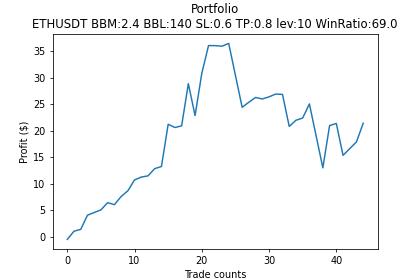 Portfolio
ETHUSDT BBM:2.4 BBL:140 SL:0.6 TP:0.8 lev:10 WinRatio:69.0
35
30
25
20
15
10
5
0
Profit ($)
0 10 20 30 40
Trade counts